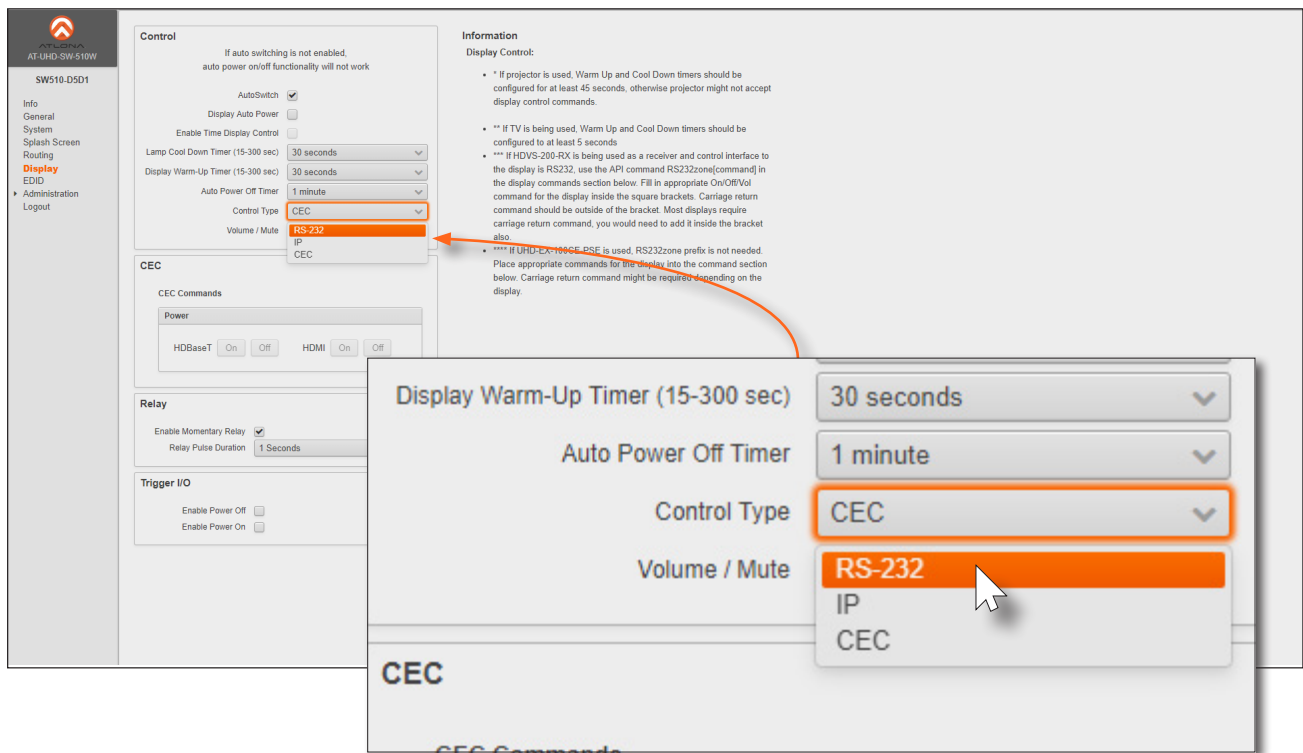 ATLONA
AT-UHD-SW-510W
SW510-D5D1
Info
General
System
Splash Screen
Routing
Display
EDID
Administration
Logout
Control
If auto switching is not enabled,
auto power on/off functionality will not work
AutoSwitch
Display Auto Power
Enable Time Display Control
Lamp Cool Down Timer (15-300 sec) 30 seconds
Display Warm-Up Timer (15-300 sec) 30 seconds
Auto Power Off Timer 1 minute
Control Type CEC
Volume / Mute RS-232
IP
CEC
CEC
CEC Commands
Power
HDBaseT On Off HDMI On Off
Relay
Enable Momentary Relay
Relay Pulse Duration 1 Seconds
Trigger I/O
Enable Power Off
Enable Power On
Information
Display Control:
• * If projector is used, Warm Up and Cool Down timers should be
configured for at least 45 seconds, otherwise projector might not accept
display control commands.
• ** If TV is being used, Warm Up and Cool Down timers should be
configured to at least 5 seconds
• *** If HDVS-200-RX is being used as a receiver and control interface to
the display is RS232, use the API command RS232zone[command] in
the display commands section below. Fill in appropriate On/Off/Vol
command for the display inside the square brackets. Carriage return
command should be outside of the bracket. Most displays require
carriage return command, you would need to add it inside the bracket
also.
• **** If UHD-EX-100CE-PSE is used, RS232zone prefix is not needed.
Place appropriate commands for the display into the command section
below. Carriage return command might be required depending on the
display.
Display Warm-Up Timer (15-300 sec) 30 seconds
Auto Power Off Timer 1 minute
Control Type CEC
Volume / Mute RS-232
IP
CEC
CEC
CEC Commands